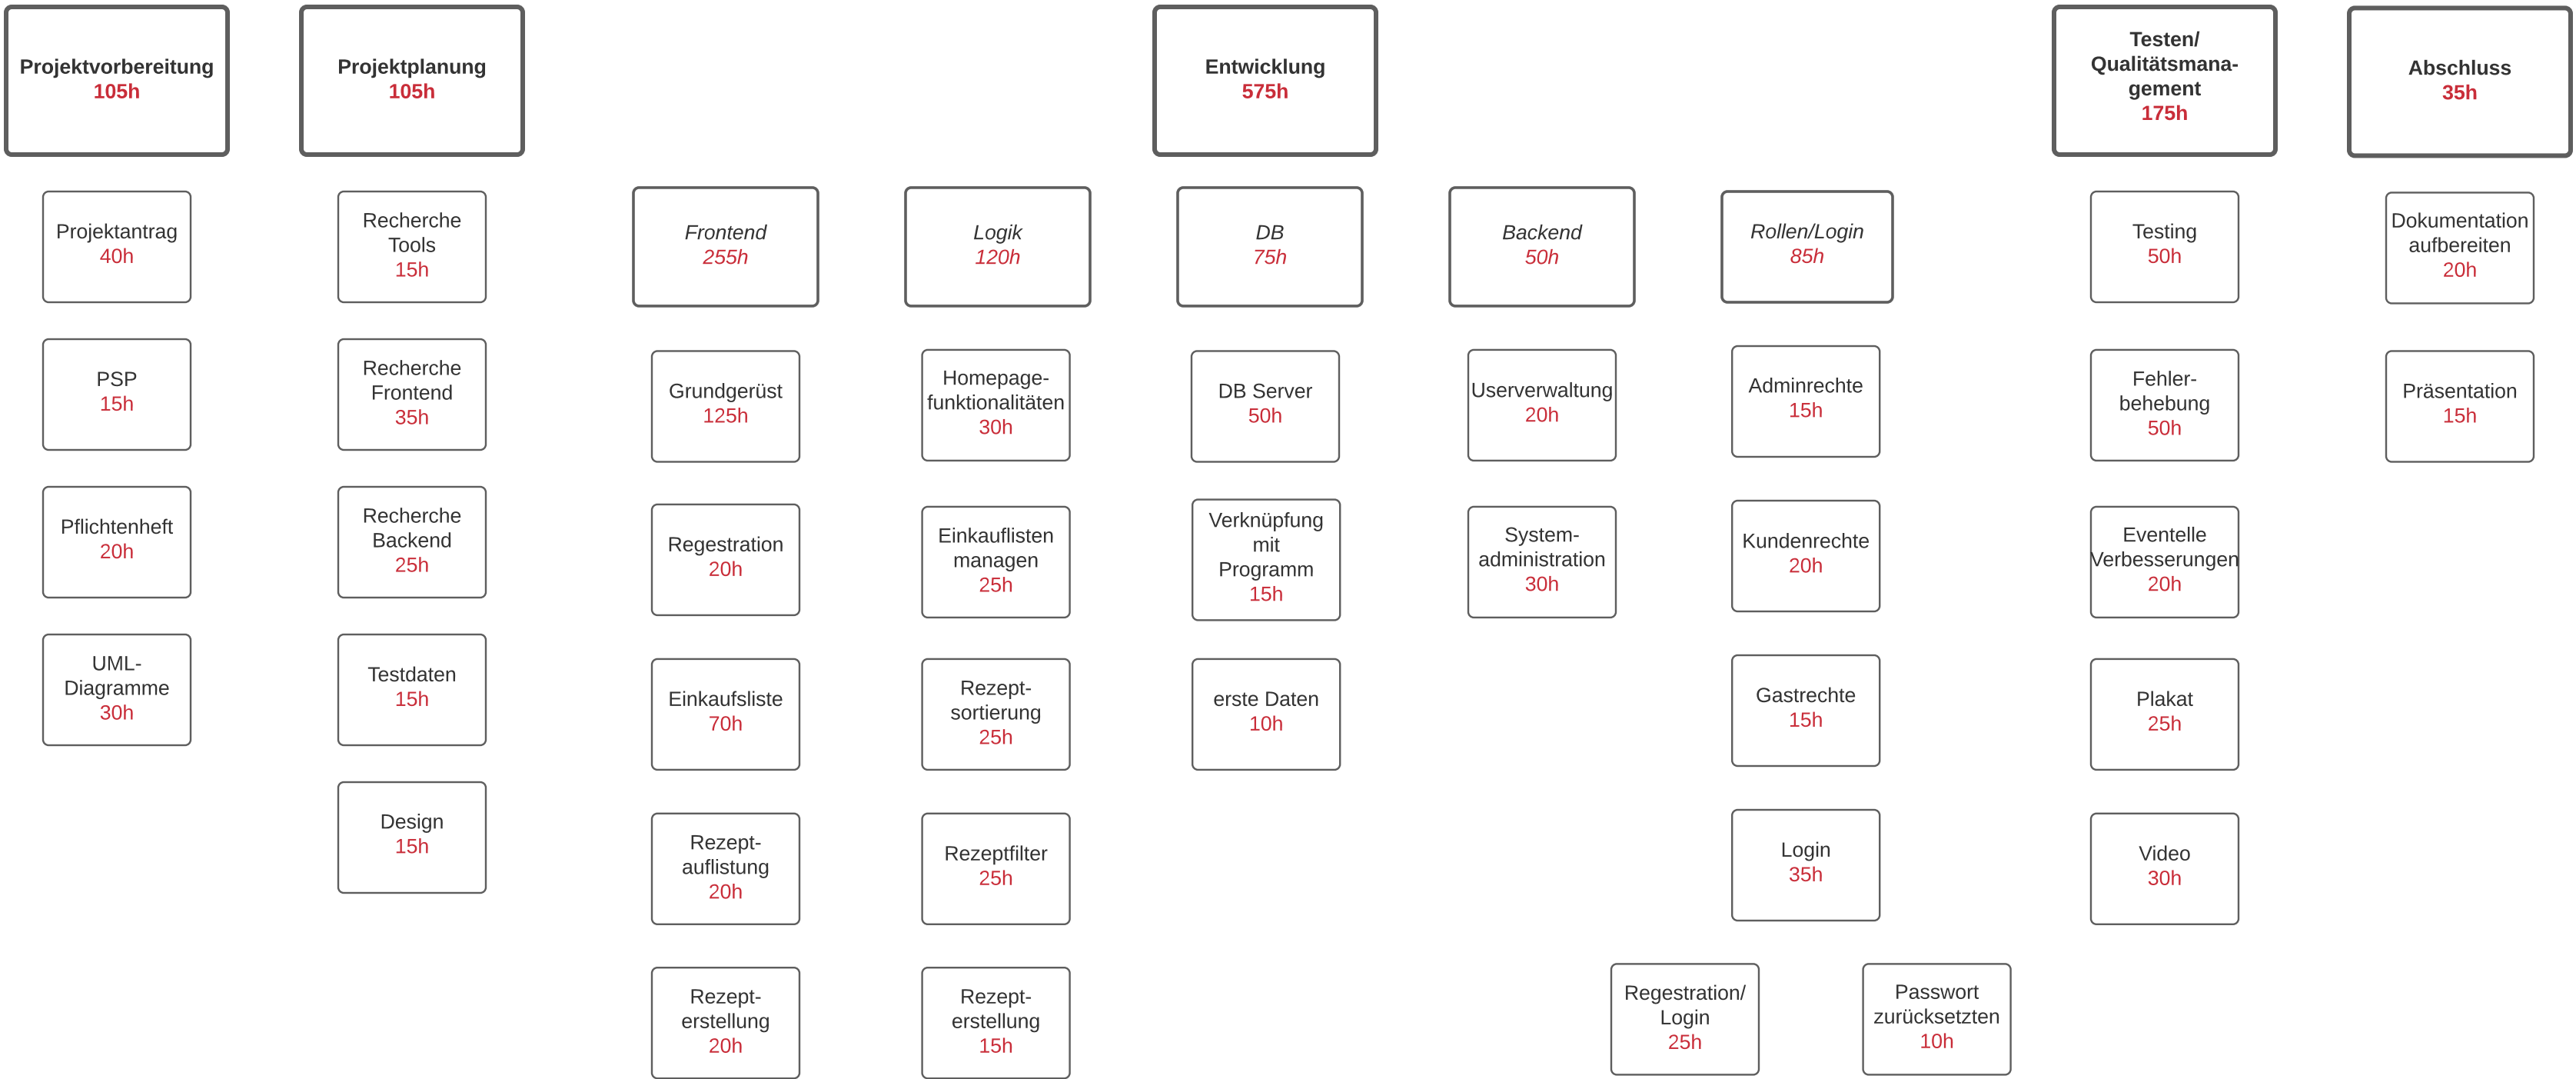 Projektvorbereitung
105h
Projektplanung
105h
Entwicklung
575h
Testen/
Qualitätsmana-
gement
175h
Abschluss
35h
Projektantrag
40h
PSP
15h
Pflichtenheft
20h
UML-
Diagramme
30h
Recherche
Tools
15h
Recherche
Frontend
35h
Recherche
Backend
25h
Testdaten
15h
Design
15h
Frontend
255h
Grundgerüst
125h
Regestration
20h
Einkaufsliste
70h
Rezept-
auflistung
20h
Rezept-
erstellung
20h
Logik
120h
Homepage-
funktionalitäten
30h
Einkauflisten
managen
25h
Rezept-
sortierung
25h
Rezeptfilter
25h
Rezept-
erstellung
15h
DB
75h
DB Server
50h
Verknüpfung
mit
Programm
15h
erste Daten
10h
Backend
50h
Userverwaltung
20h
System-
administration
30h
Rollen/Login
85h
Adminrechte
15h
Kundenrechte
20h
Gastrechte
15h
Login
35h
Regestration/
Login
25h
Passwort
zurücksetzten
10h
Testing
50h
Fehler-
behebung
50h
Eventelle
Verbesserungen
20h
Plakat
25h
Video
30h
Dokumentation
aufbereiten
20h
Präsentation
15h